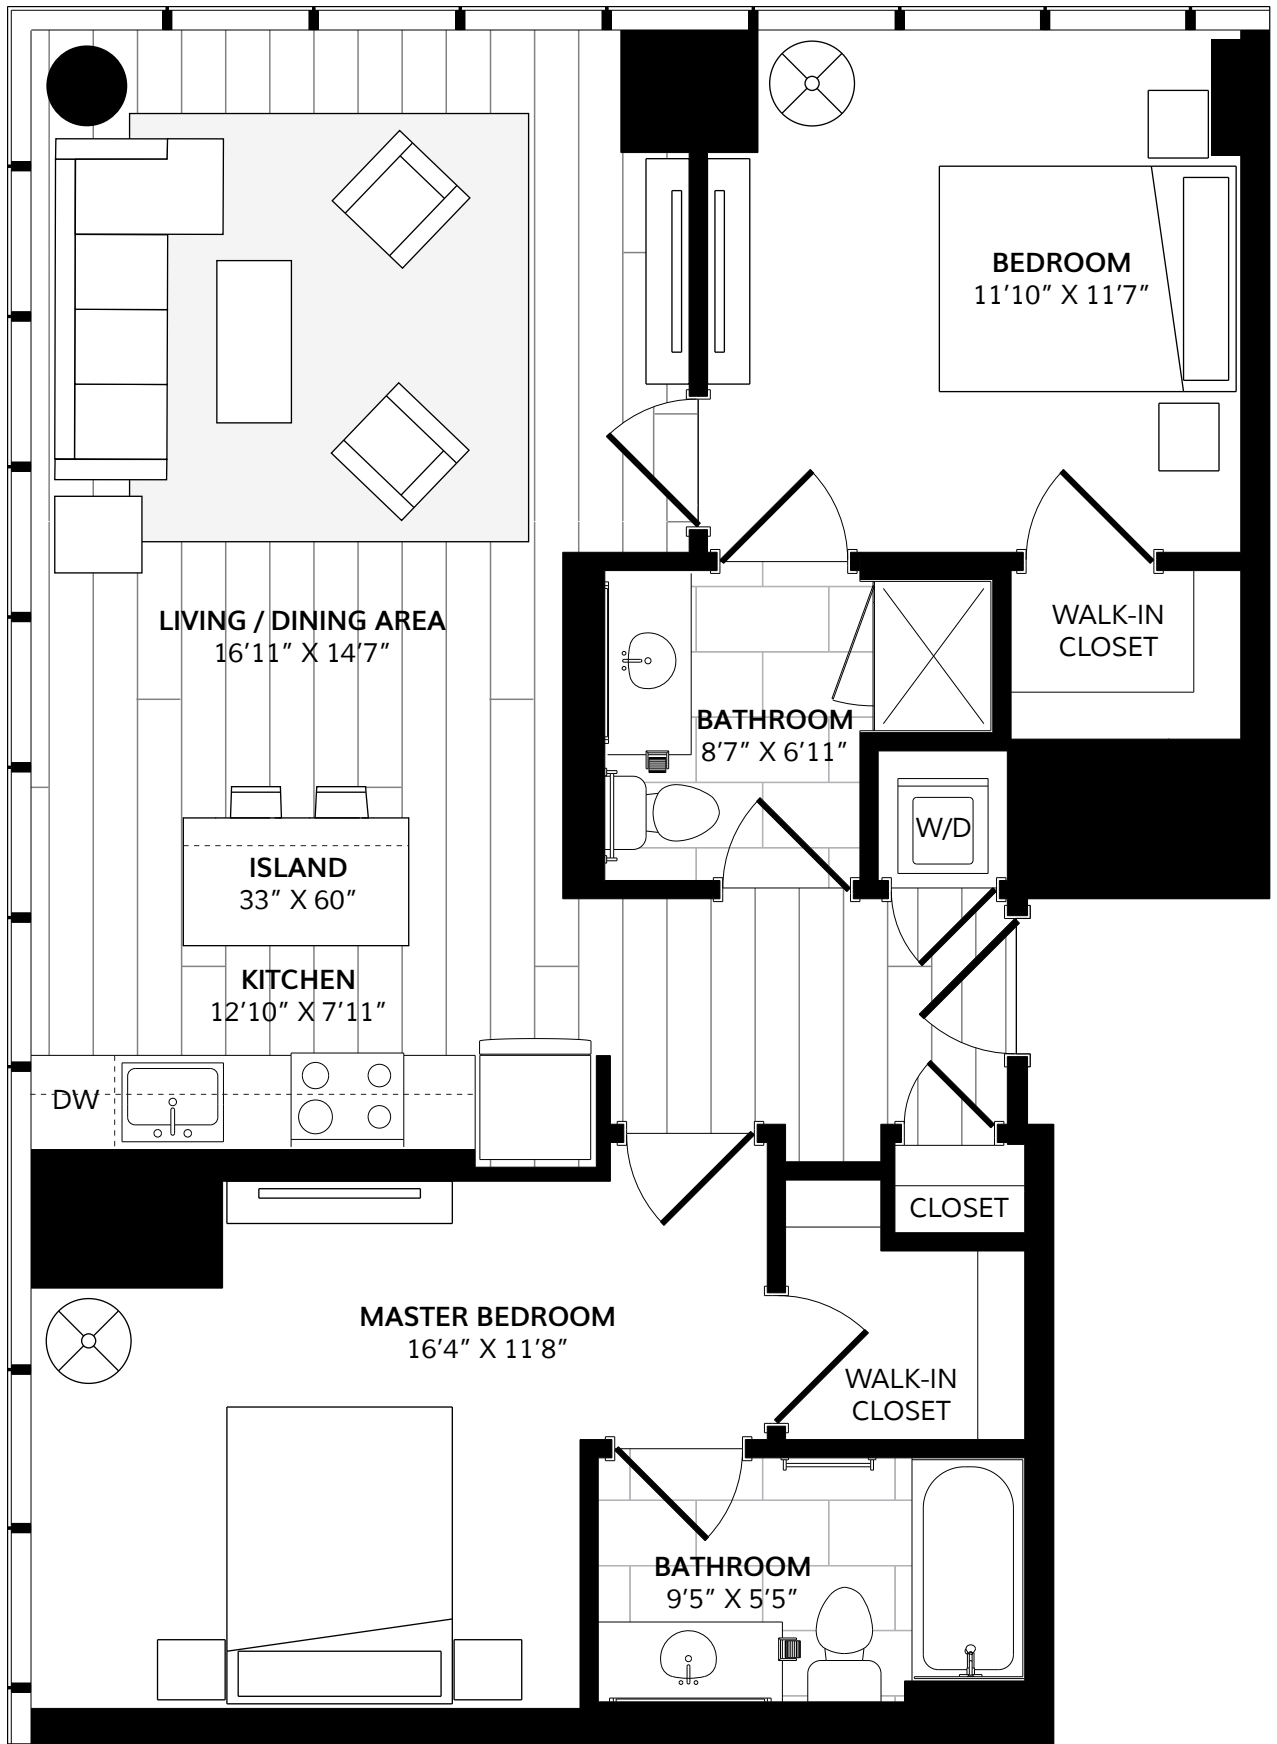 BEDROOM
11’10” X 11’7”
LIVING / DINING AREA
16’11” X 14’7”
WALK-IN
CLOSET
BATHROOM
8’7” X 6’11”
W/D
ISLAND
33” X 60”
KITCHEN
12’10” X 7’11”
DW
CLOSET
MASTER BEDROOM
16’4” X 11’8”
WALK-IN
CLOSET
BATHROOM
9’5” X 5’5”